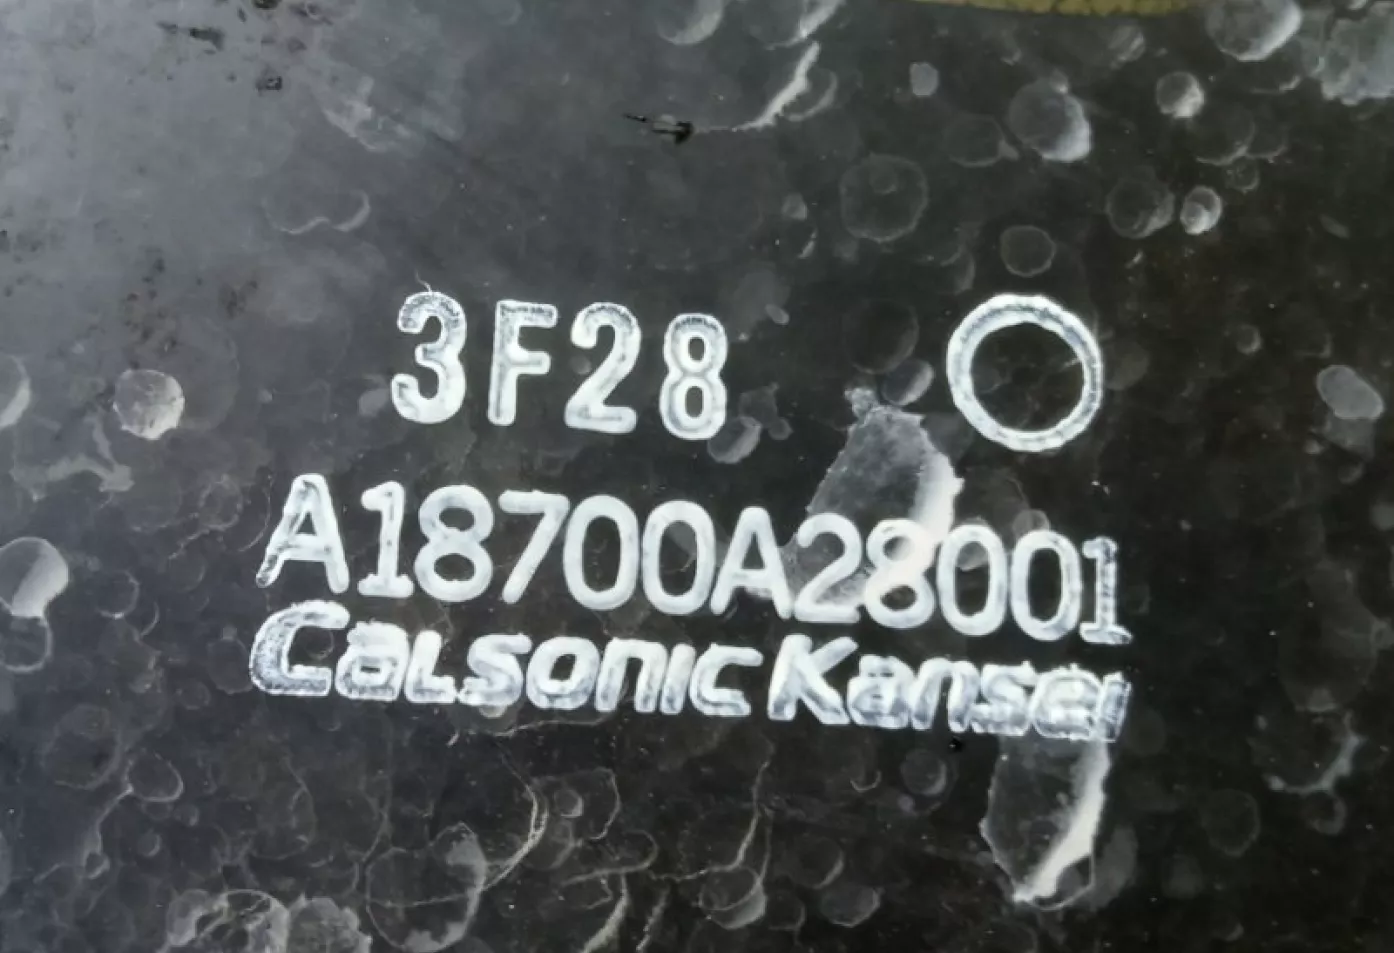 3F28 O
A18700A28001
Calsonic Kansei